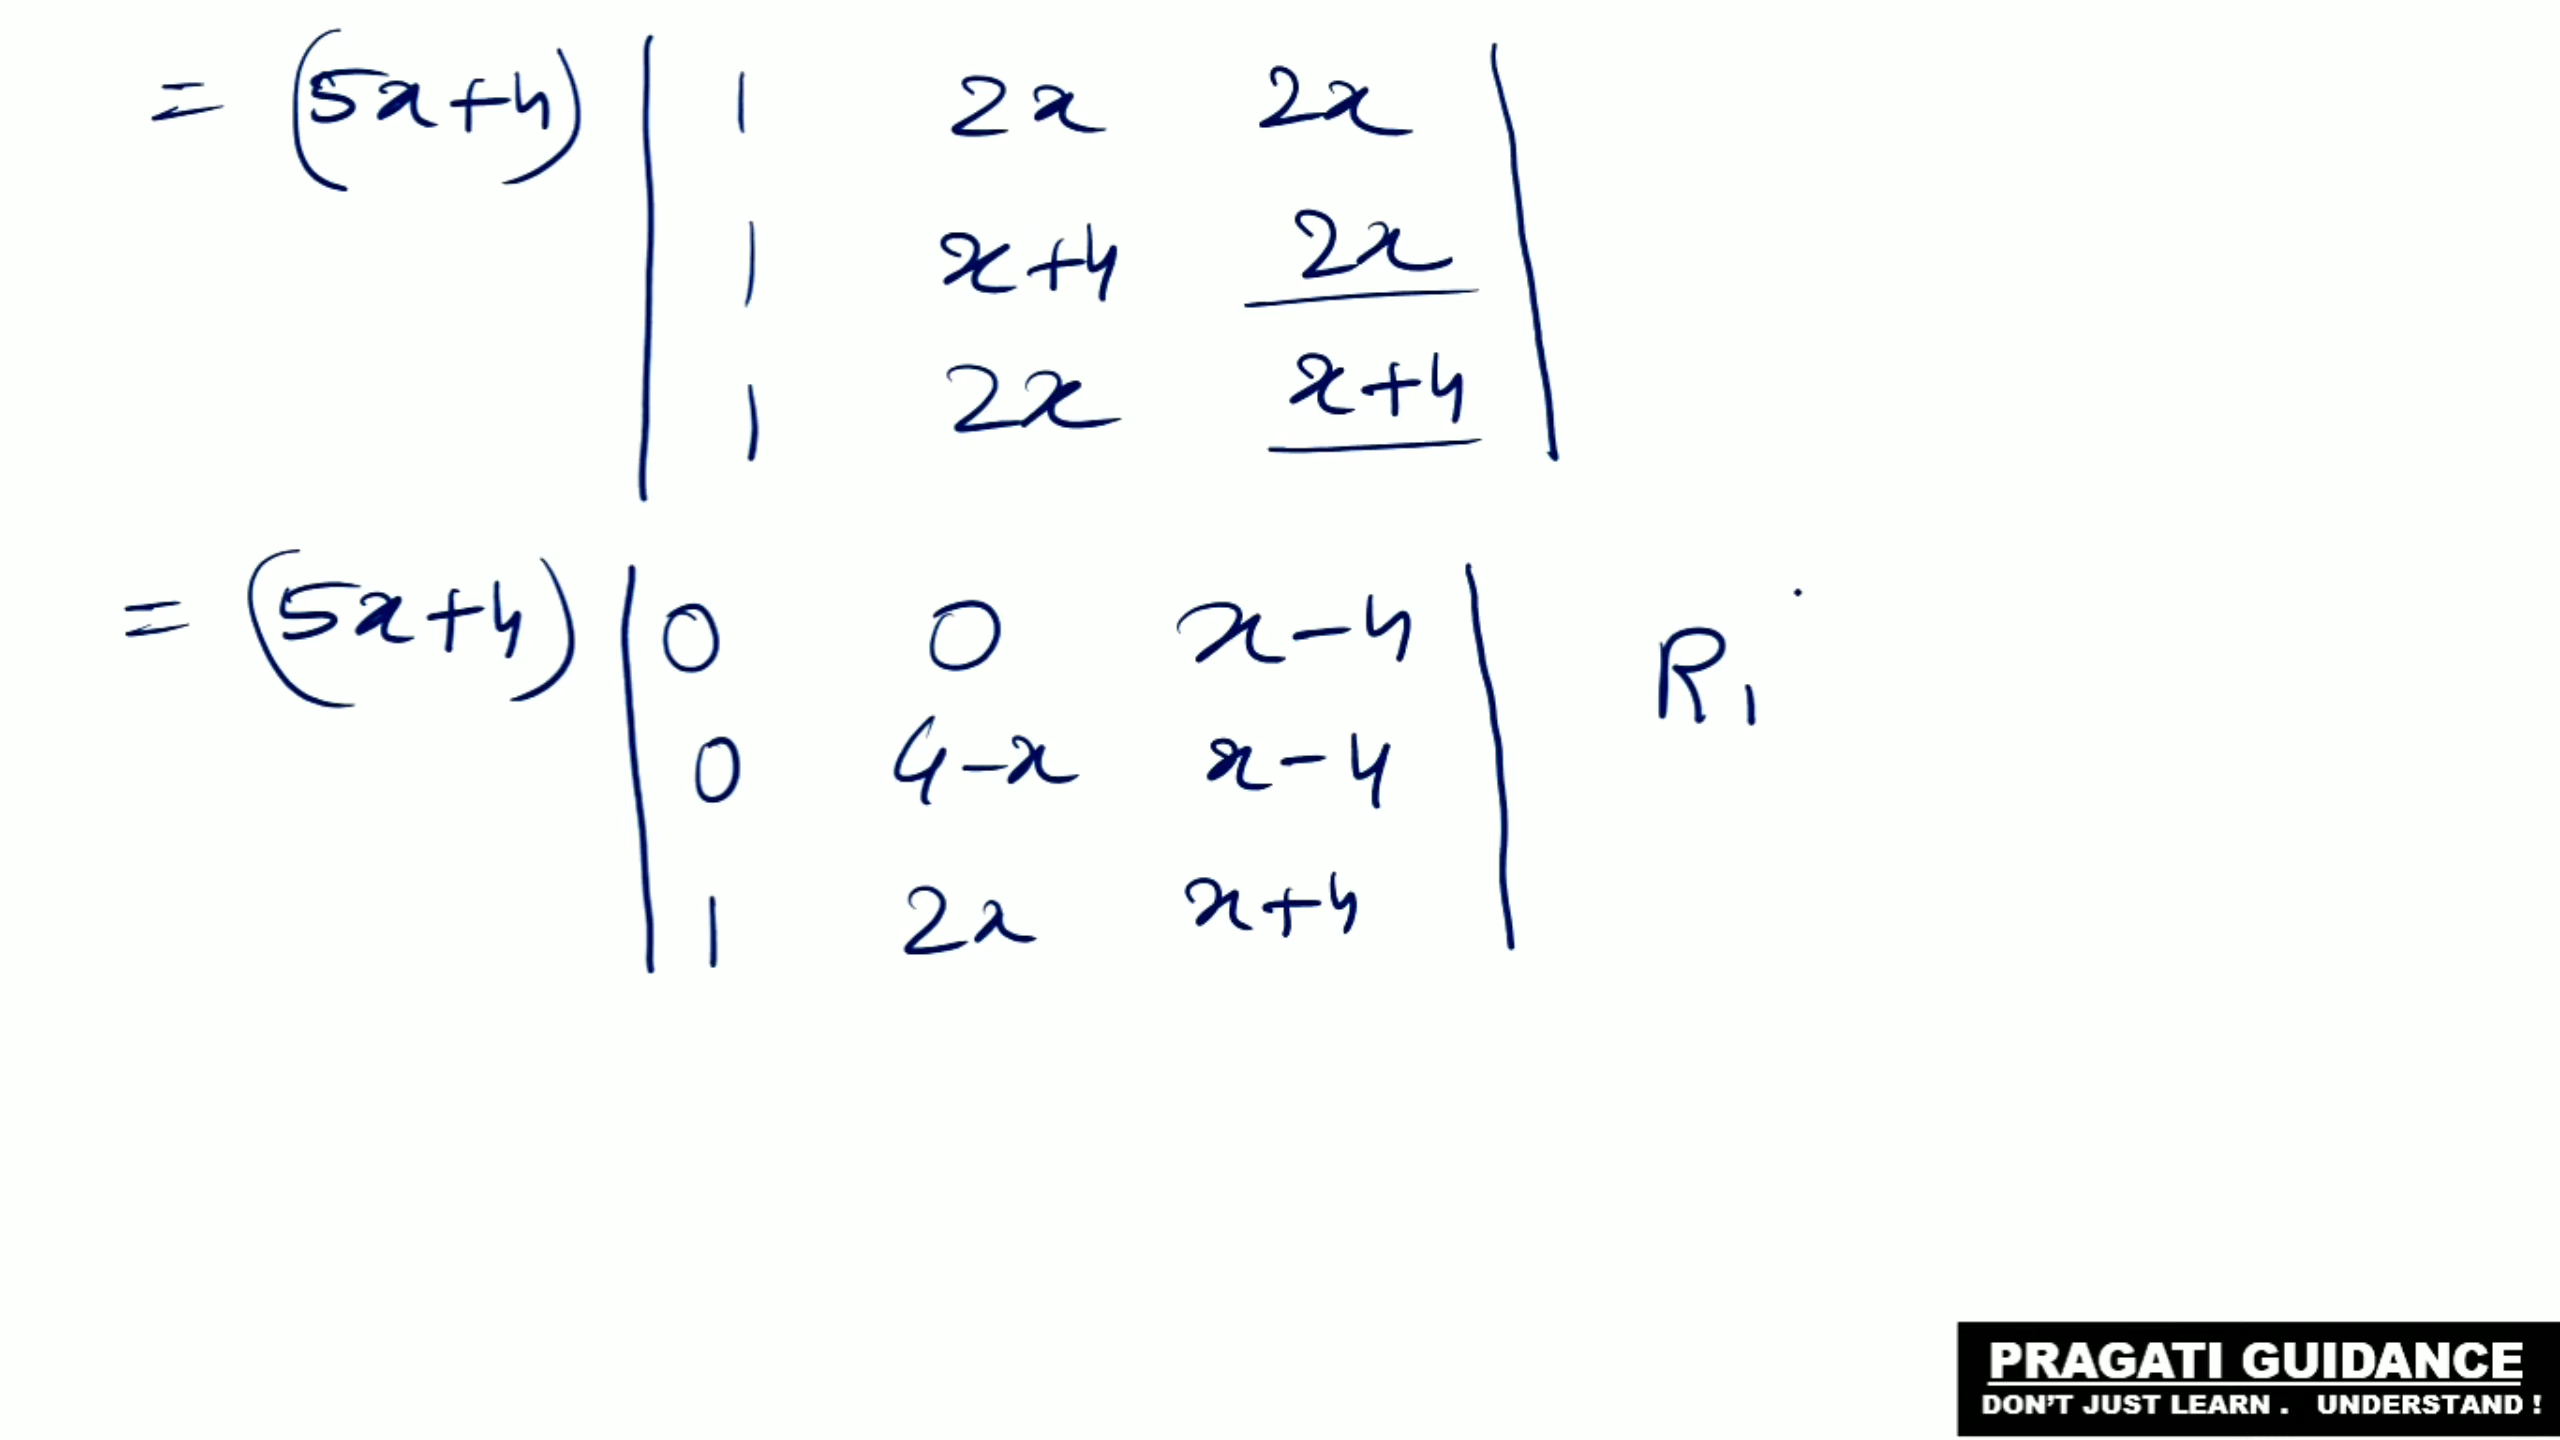 = (5x+4) | 1 2x 2x |
| 1 x+4 2x |
| 1 2x x+4 |
= (5x+4) | 0 0 x-4 | R₁
| 0 4-x x-4 |
| 1 2x x+4 |
PRAGATI GUIDANCE
DON'T JUST LEARN . UNDERSTAND !